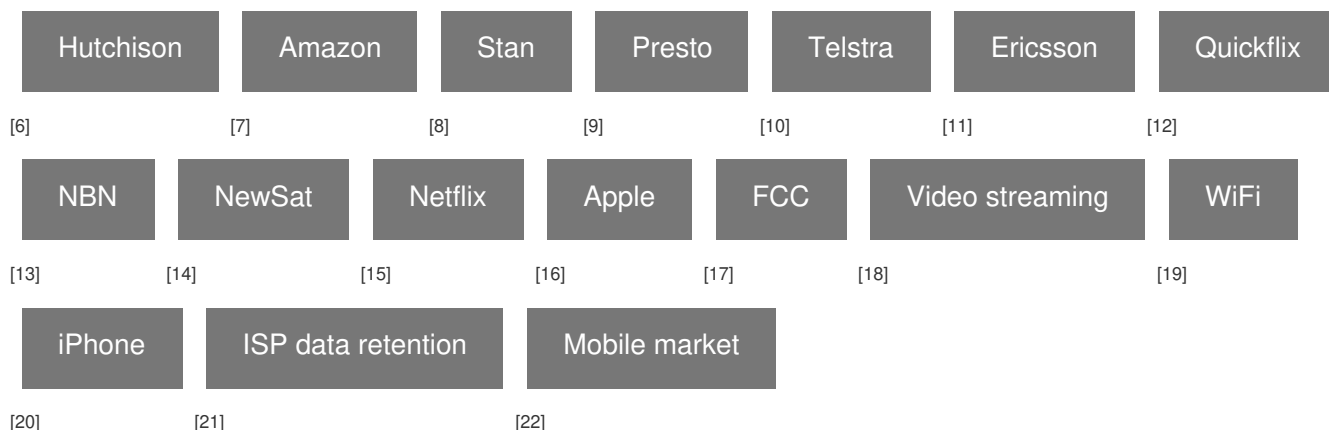 Hutchison Amazon Stan Presto Telstra Ericsson Quickflix
[6] [7] [8] [9] [10] [11] [12]
NBN NewSat Netflix Apple FCC Video streaming WiFi
[13] [14] [15] [16] [17] [18] [19]
iPhone ISP data retention Mobile market
[20] [21] [22]